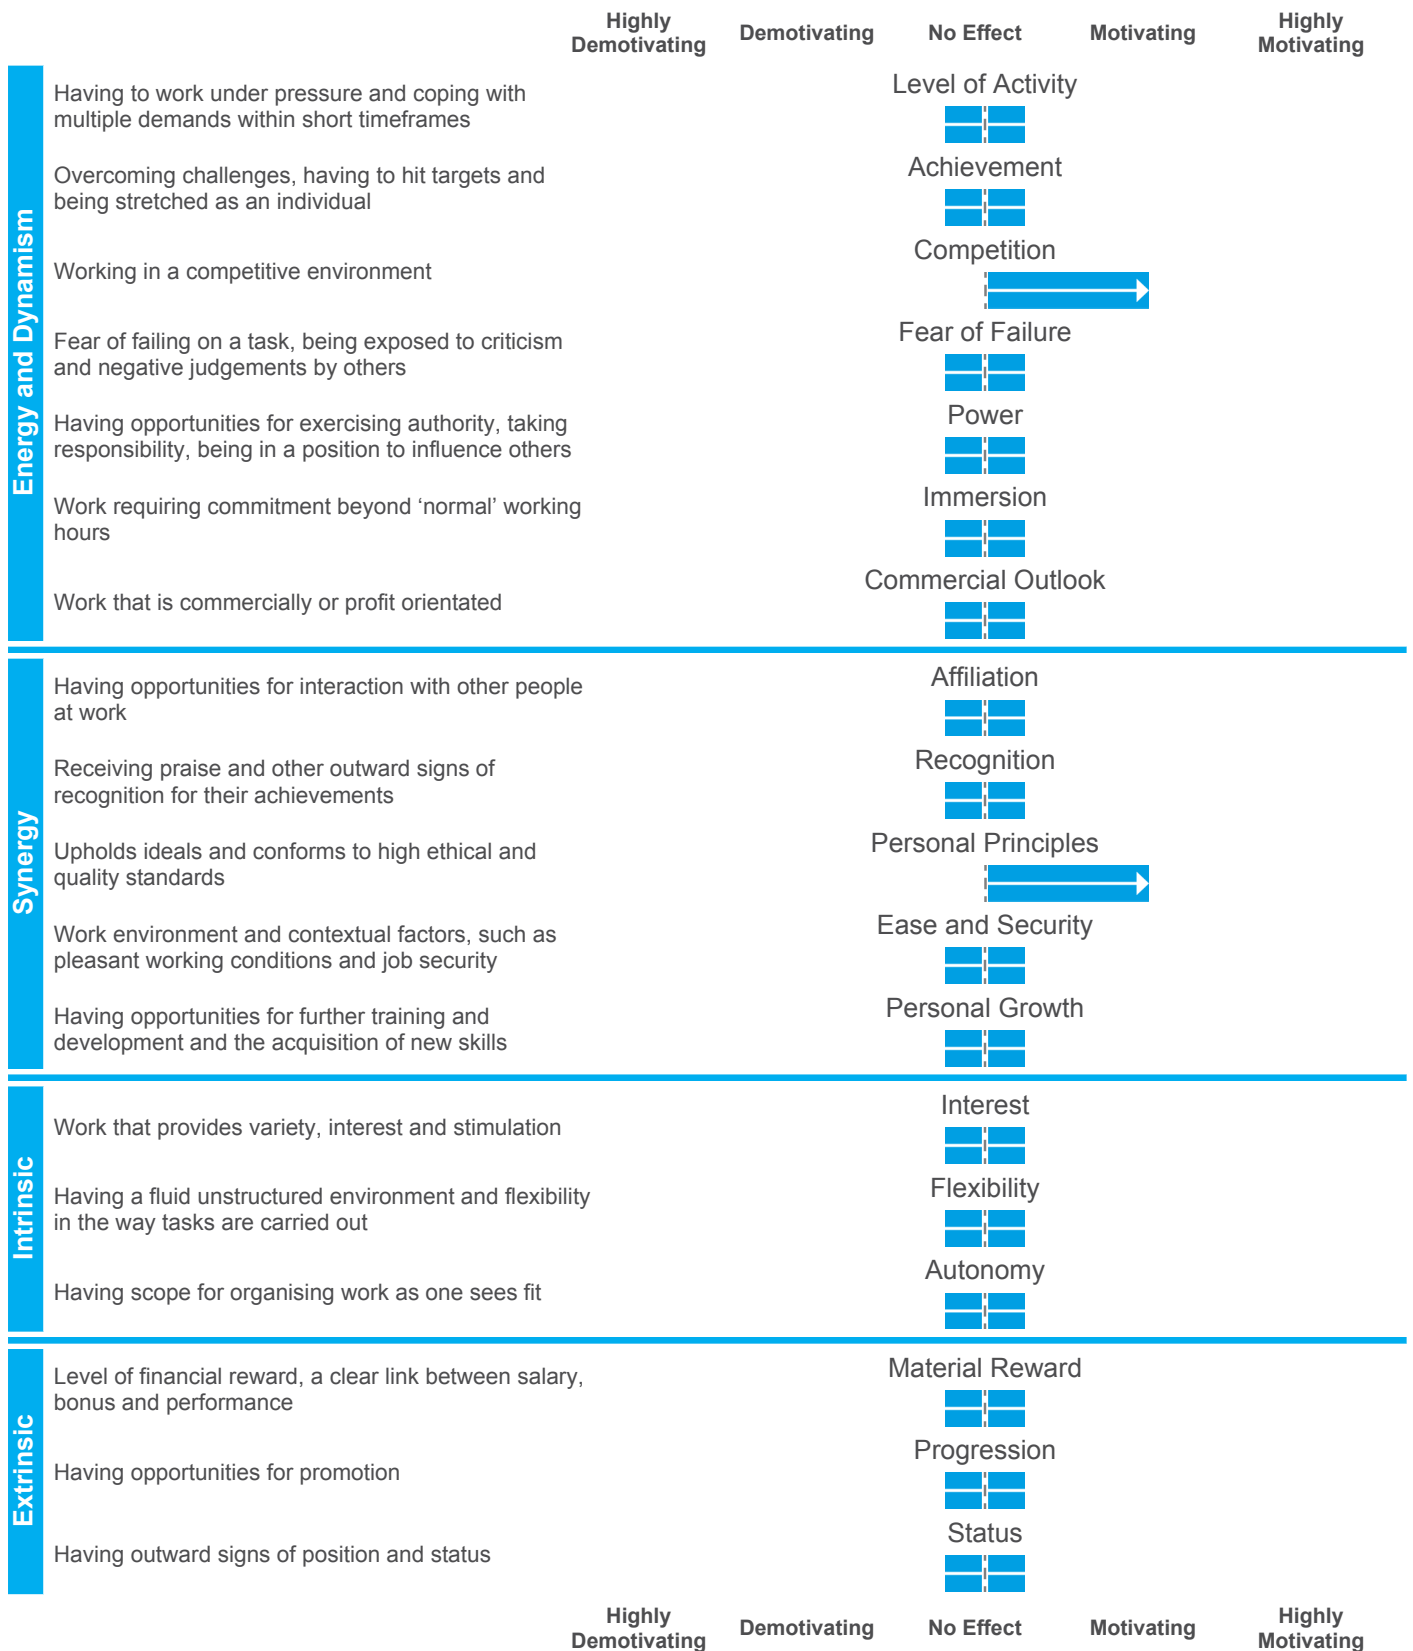 Highly Demotivating Demotivating No Effect Motivating Highly Motivating
Energy and Dynamism
Level of Activity
Having to work under pressure and coping with
multiple demands within short timeframes
Achievement
Overcoming challenges, having to hit targets and
being stretched as an individual
Competition
Working in a competitive environment
Fear of Failure
Fear of failing on a task, being exposed to criticism
and negative judgements by others
Power
Having opportunities for exercising authority, taking
responsibility, being in a position to influence others
Immersion
Work requiring commitment beyond ‘normal’ working
hours
Commercial Outlook
Work that is commercially or profit orientated
Synergy
Affiliation
Having opportunities for interaction with other people
at work
Recognition
Receiving praise and other outward signs of
recognition for their achievements
Personal Principles
Upholds ideals and conforms to high ethical and
quality standards
Ease and Security
Work environment and contextual factors, such as
pleasant working conditions and job security
Personal Growth
Having opportunities for further training and
development and the acquisition of new skills
Intrinsic
Interest
Work that provides variety, interest and stimulation
Flexibility
Having a fluid unstructured environment and flexibility
in the way tasks are carried out
Autonomy
Having scope for organising work as one sees fit
Extrinsic
Material Reward
Level of financial reward, a clear link between salary,
bonus and performance
Progression
Having opportunities for promotion
Status
Having outward signs of position and status
Highly Demotivating Demotivating No Effect Motivating Highly Motivating